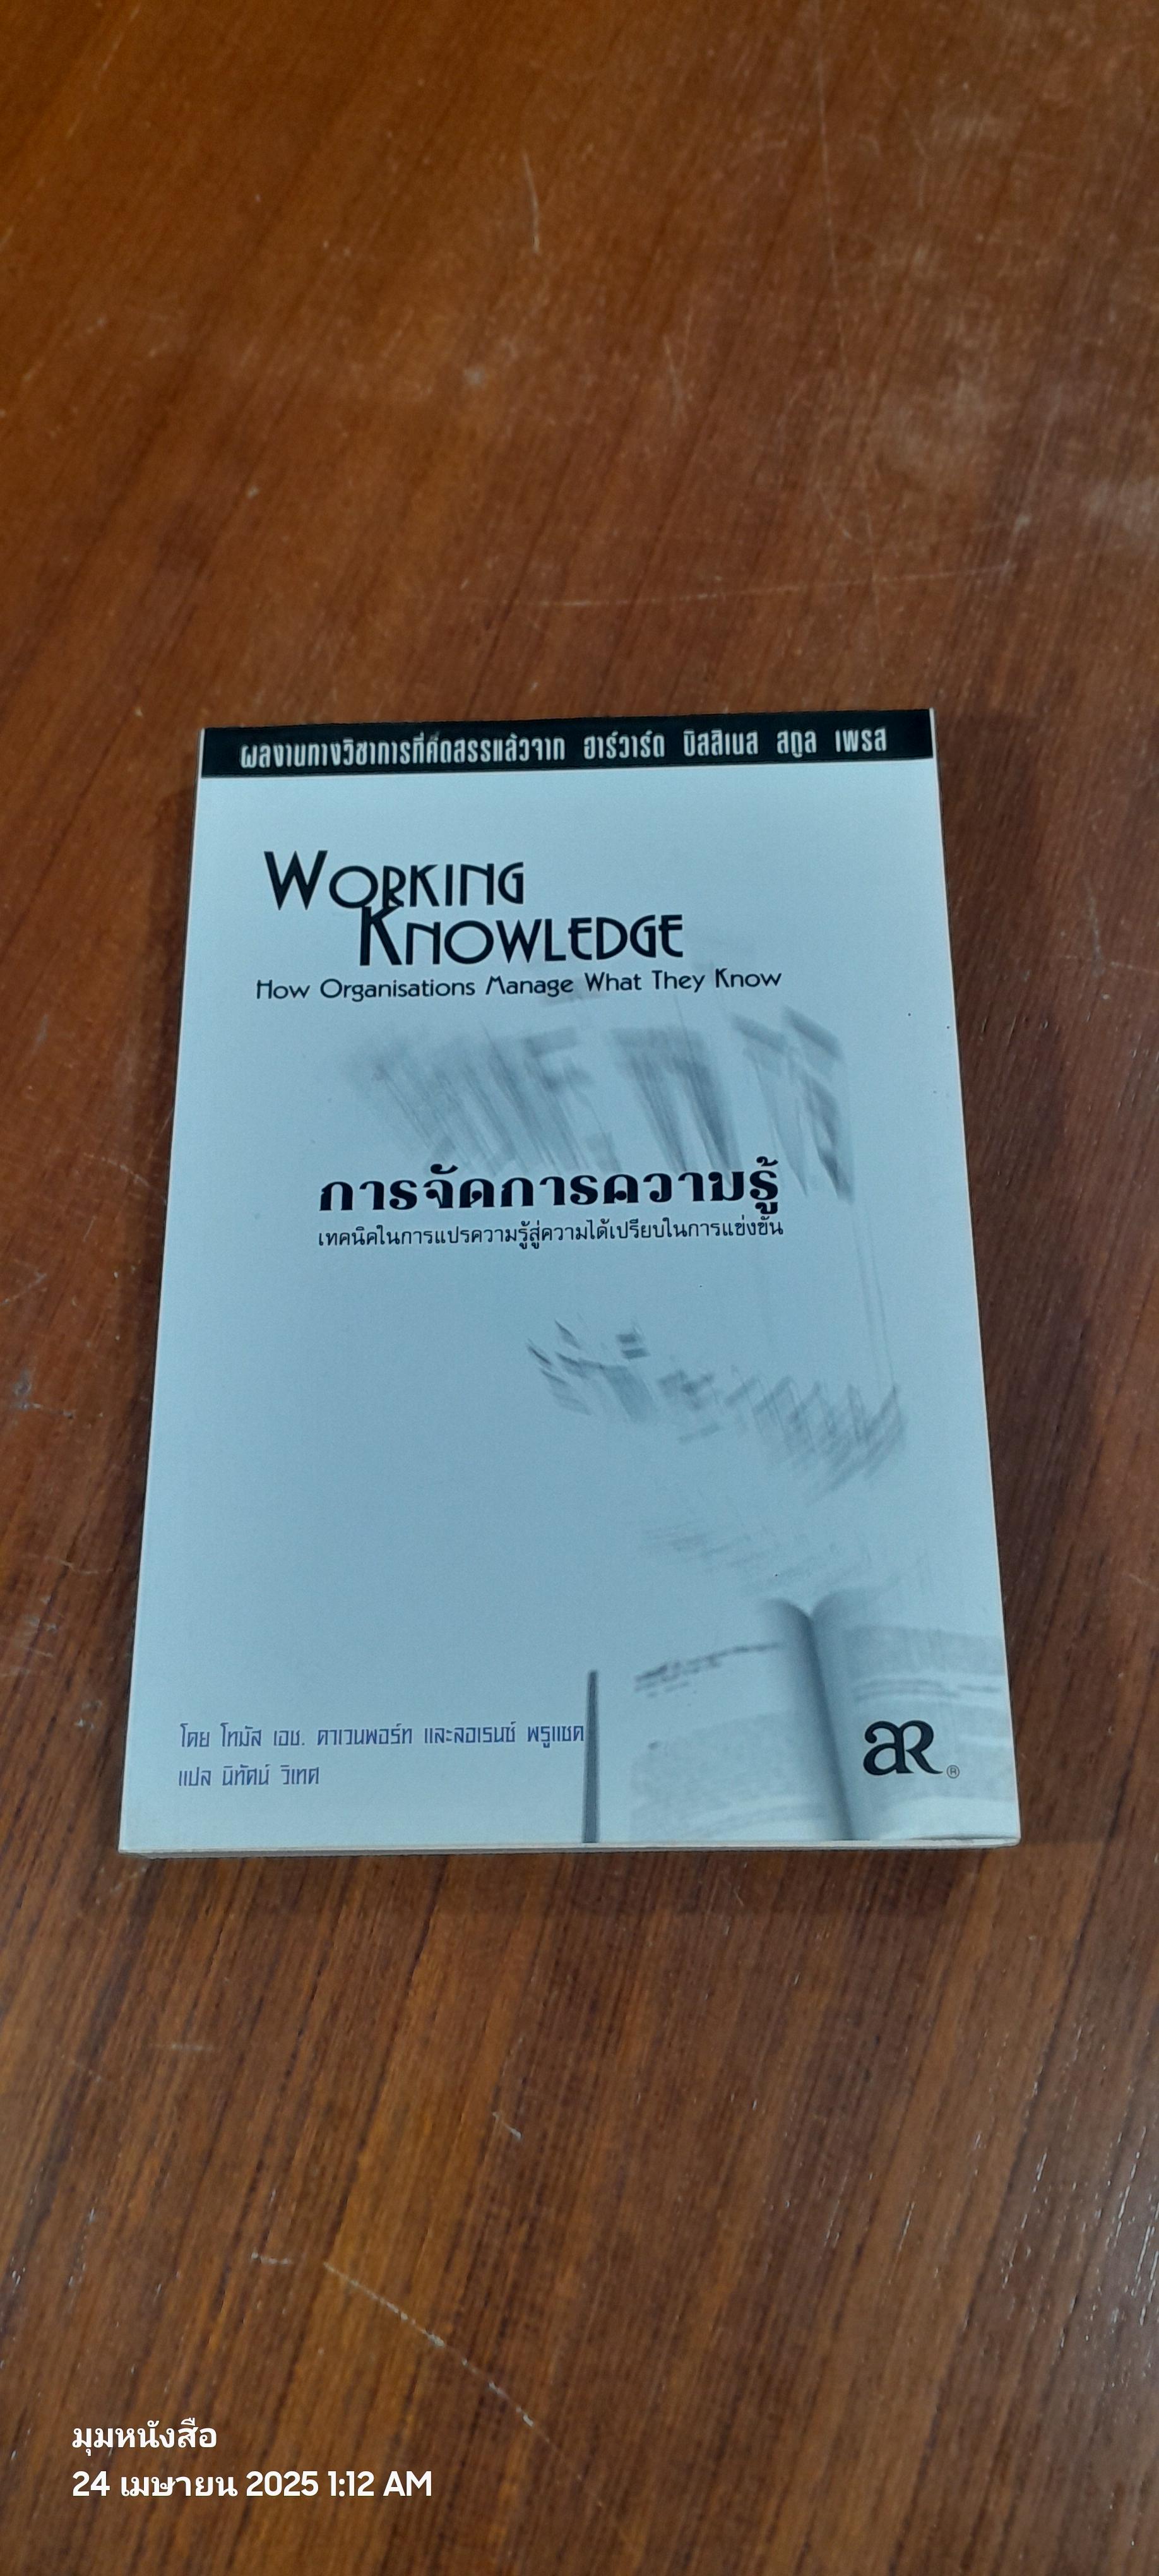 ผลงานทางวิชาการที่คัดสรรแล้วจาก ฮาร์วาร์ด บิสสิเนส สกูล เพรส
WORKING
KNOWLEDGE
How Organisations Manage What They Know
การจัดการความรู้
เทคนิคในการแปรความรู้สู่ความได้เปรียบในการแข่งขัน
โดย โทมัส เอช. ดาเวนพอร์ท และลอเรนซ์ พรูแซค
แปล นิทัศน์ วิเทศ
aR®
มุมหนังสือ
24 เมษายน 2025 1:12 AM